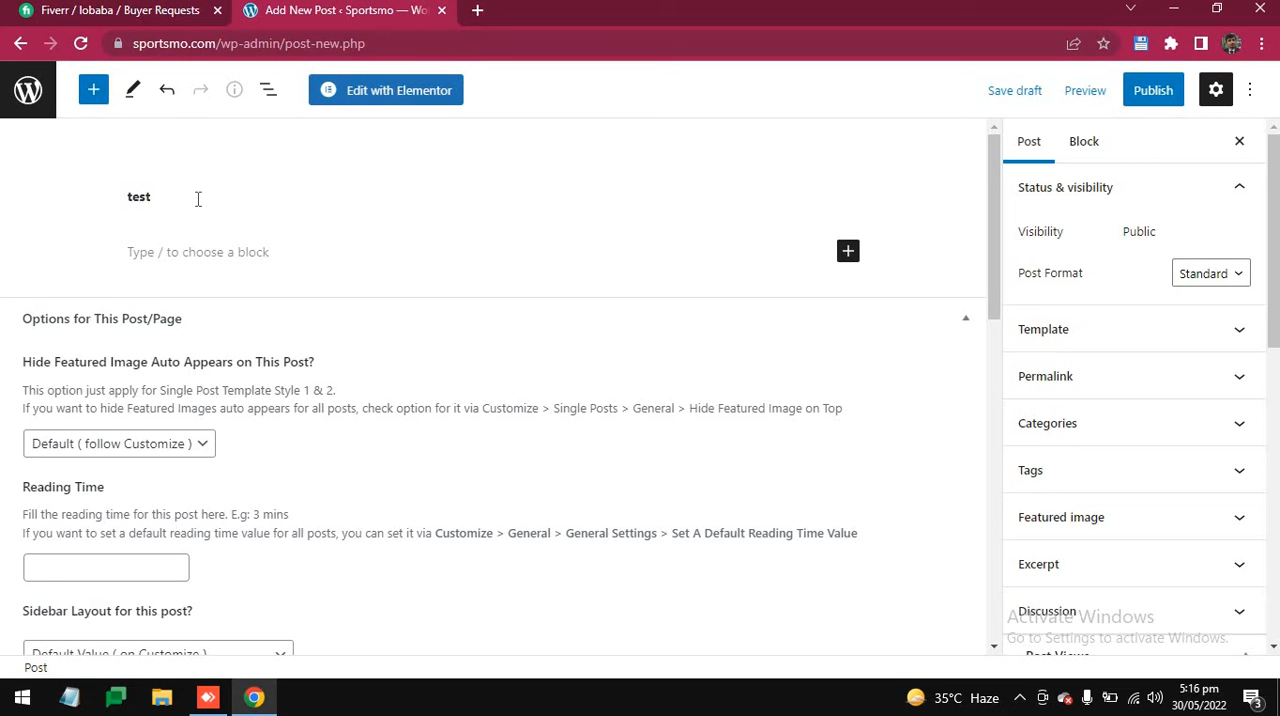 Fiverr / lobaba / Buyer Requests
Add New Post ‹ Sportsmo — Wo
sportsmo.com/wp-admin/post-new.php
Edit with Elementor
Save draft
Preview
Publish
test
Type / to choose a block
Options for This Post/Page
Hide Featured Image Auto Appears on This Post?
This option just apply for Single Post Template Style 1 & 2.
If you want to hide Featured Images auto appears for all posts, check option for it via Customize > Single Posts > General > Hide Featured Image on Top
Default ( follow Customize )
Reading Time
Fill the reading time for this post here. E.g: 3 mins
If you want to set a default reading time value for all posts, you can set it via Customize > General > General Settings > Set A Default Reading Time Value
Sidebar Layout for this post?
Default Value ( on Customize )
Post
Post
Block
Status & visibility
Visibility
Public
Post Format
Standard
Template
Permalink
Categories
Tags
Featured image
Excerpt
Discussion
Post Views
Activate Windows
Go to Settings to activate Windows.
35°C Haze
5:16 pm
30/05/2022
3